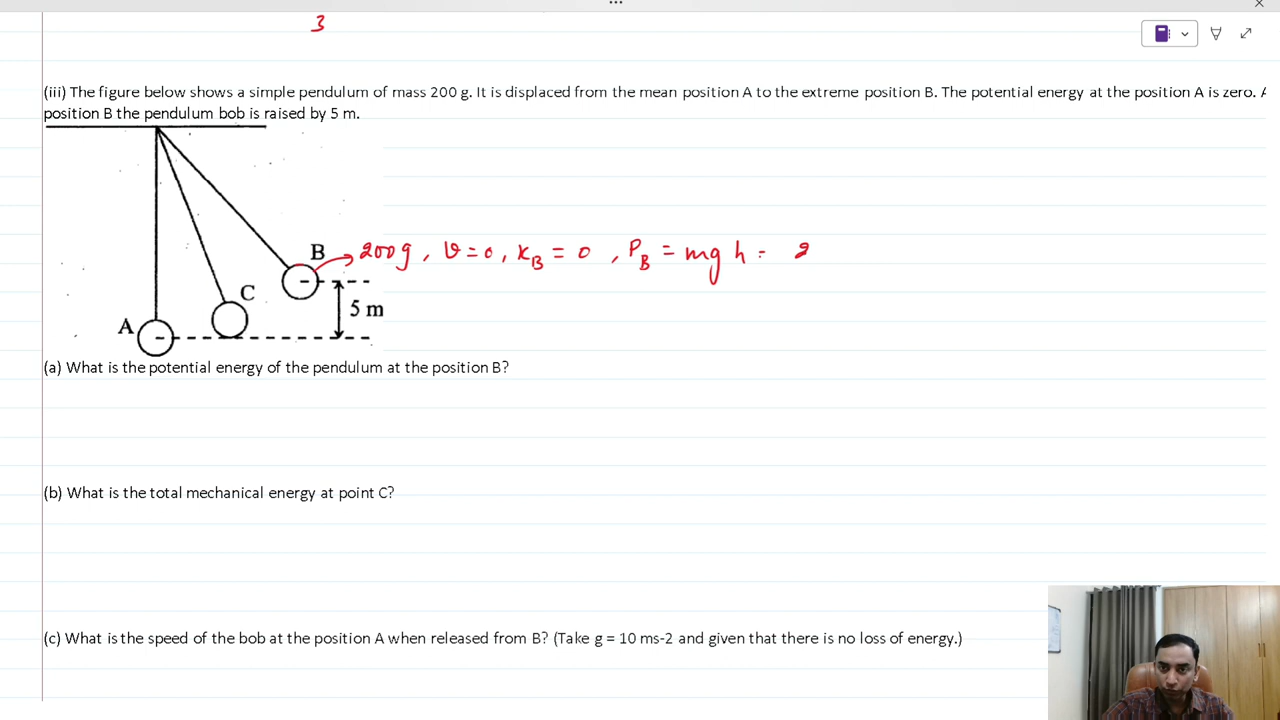 3
(iii) The figure below shows a simple pendulum of mass 200 g. It is displaced from the mean position A to the extreme position B. The potential energy at the position A is zero. A
position B the pendulum bob is raised by 5 m.
B 200g, v=0, K_B = 0, P_B = mgh = 2
C
5 m
A
(a) What is the potential energy of the pendulum at the position B?
(b) What is the total mechanical energy at point C?
(c) What is the speed of the bob at the position A when released from B? (Take g = 10 ms-2 and given that there is no loss of energy.)